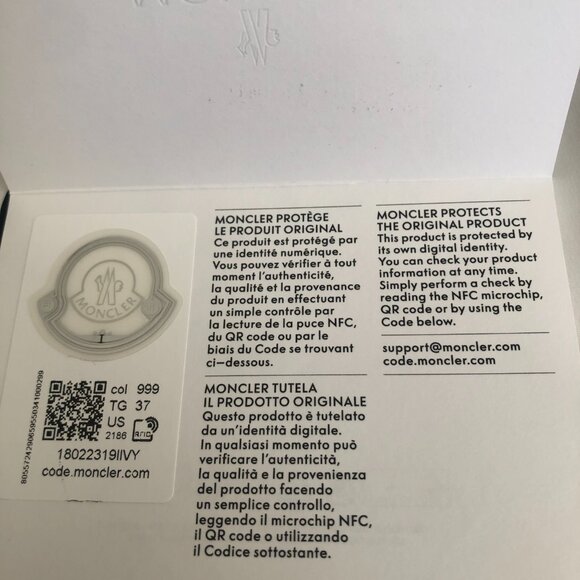 MONCLER PROTÈGE
LE PRODUIT ORIGINAL
Ce produit est protégé par
une identité numérique.
Vous pouvez vérifier à tout
moment l'authenticité,
la qualité et la provenance
du produit en effectuant
un simple contrôle par
la lecture de la puce NFC,
du QR code ou par le
biais du Code se trouvant
ci-dessous.
MONCLER PROTECTS
THE ORIGINAL PRODUCT
This product is protected by
its own digital identity.
You can check your product
information at any time.
Simply perform a check by
reading the NFC microchip,
QR code or by using the
Code below.
support@moncler.com
code.moncler.com
MONCLER TUTELA
IL PRODOTTO ORIGINALE
Questo prodotto è tutelato
da un'identità digitale.
In qualsiasi momento può
verificare l'autenticità,
la qualità e la provenienza
del prodotto facendo
un semplice controllo,
leggendo il microchip NFC,
il QR code o utilizzando
il Codice sottostante.
MONCLER
col 999
TG 37
US
2186
RFID
18022319IIVY
code.moncler.com